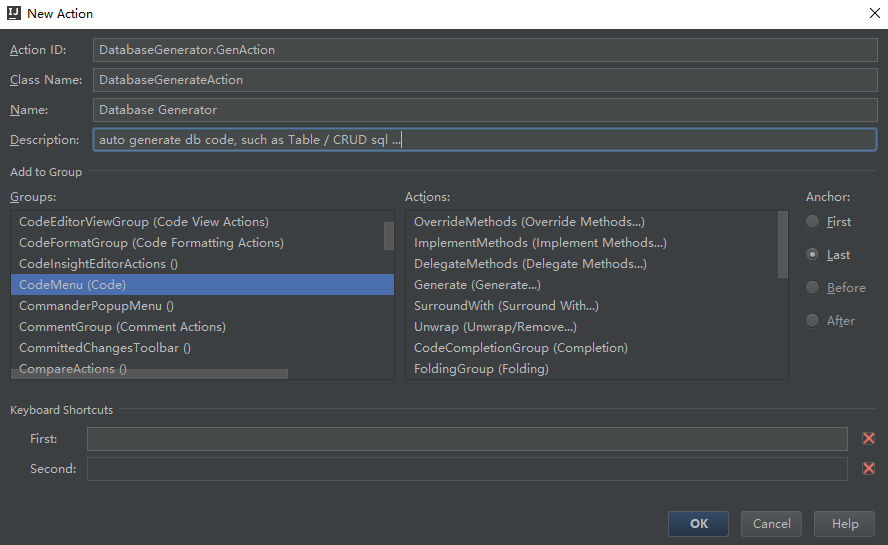 New Action
Action ID: DatabaseGenerator.GenAction
Class Name: DatabaseGenerateAction
Name: Database Generator
Description: auto generate db code, such as Table / CRUD sql ...
Add to Group
Groups:
CodeEditorViewGroup (Code View Actions)
CodeFormatGroup (Code Formatting Actions)
CodeInsightEditorActions ()
CodeMenu (Code)
CommanderPopupMenu ()
CommentGroup (Comment Actions)
CommittedChangesToolbar ()
CompareActions ()
Actions:
OverrideMethods (Override Methods...)
ImplementMethods (Implement Methods...)
DelegateMethods (Delegate Methods...)
Generate (Generate...)
SurroundWith (Surround With...)
Unwrap (Unwrap/Remove...)
CodeCompletionGroup (Completion)
FoldingGroup (Folding)
Anchor:
First
Last
Before
After
Keyboard Shortcuts
First:
Second:
OK
Cancel
Help